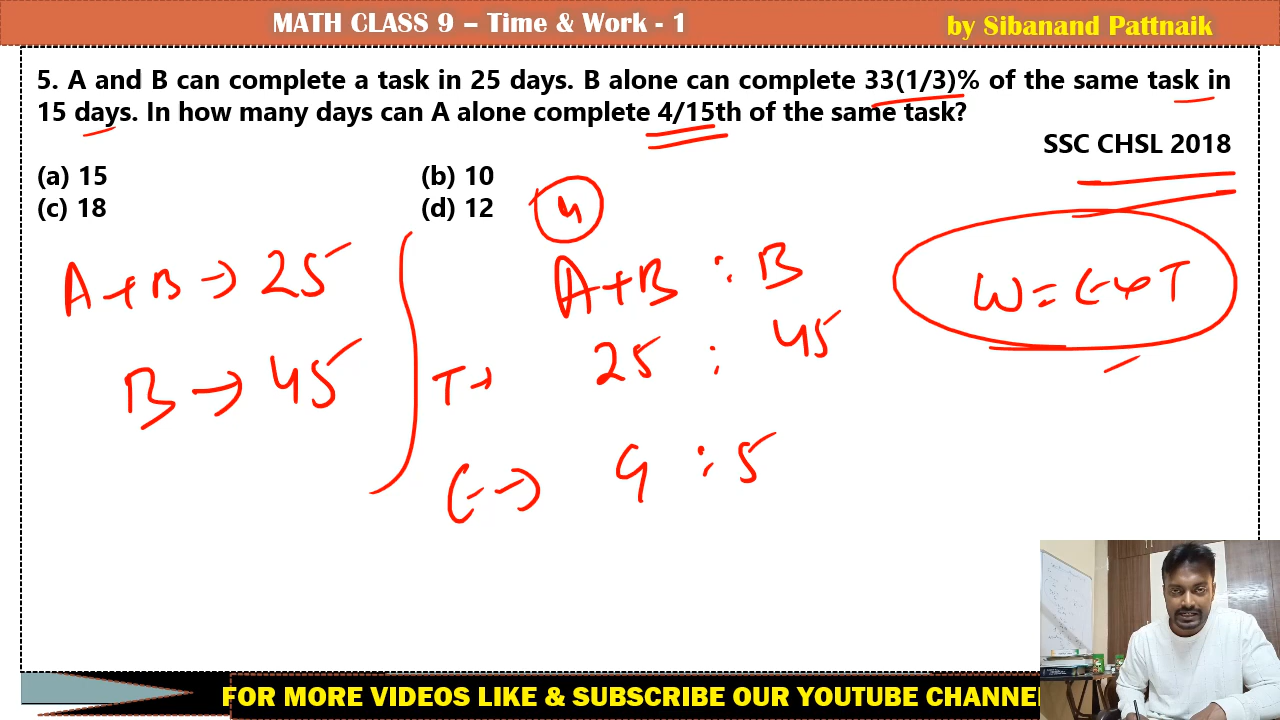 MATH CLASS 9 – Time & Work - 1
by Sibanand Pattnaik
5. A and B can complete a task in 25 days. B alone can complete 33(1/3)% of the same task in
15 days. In how many days can A alone complete 4/15th of the same task?
SSC CHSL 2018
(a) 15
(b) 10
(c) 18
(d) 12
4
A+B → 25
B → 45
A+B : B
T → 25 : 45
E → 9 : 5
W = E × T
FOR MORE VIDEOS LIKE & SUBSCRIBE OUR YOUTUBE CHANNE